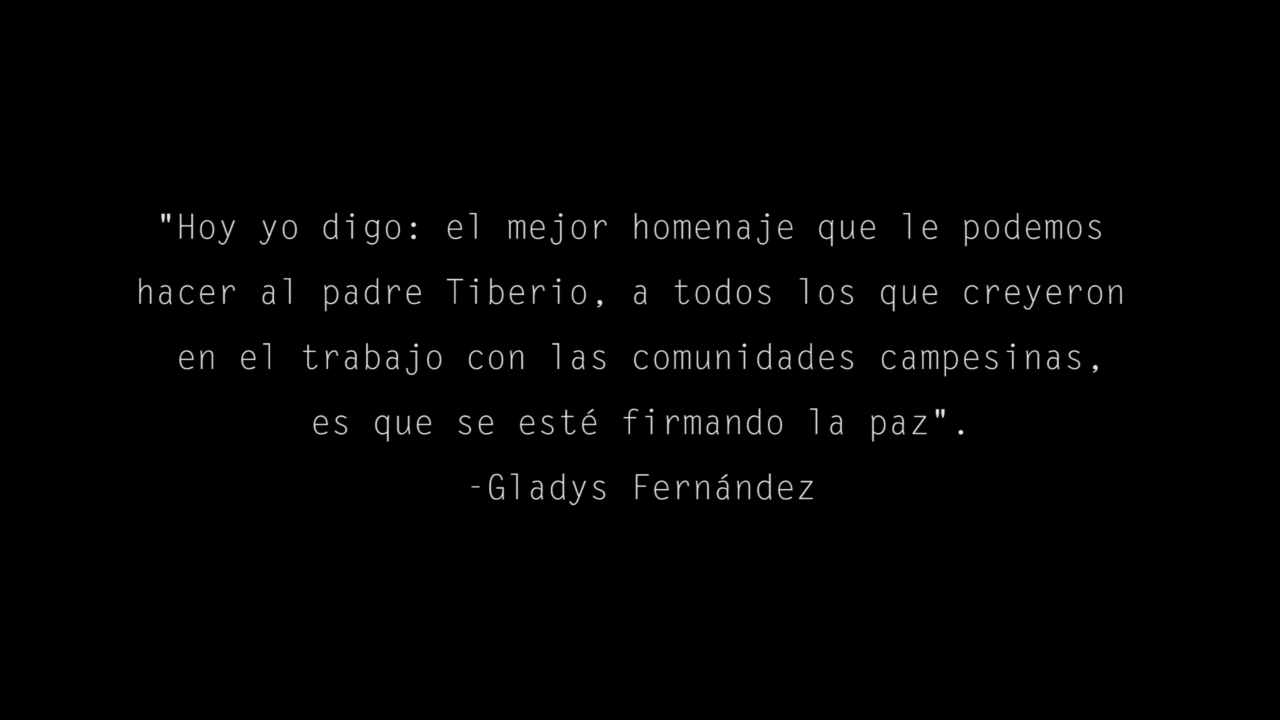 "Hoy yo digo: el mejor homenaje que le podemos
hacer al padre Tiberio, a todos los que creyeron
en el trabajo con las comunidades campesinas,
es que se esté firmando la paz".
-Gladys Fernández